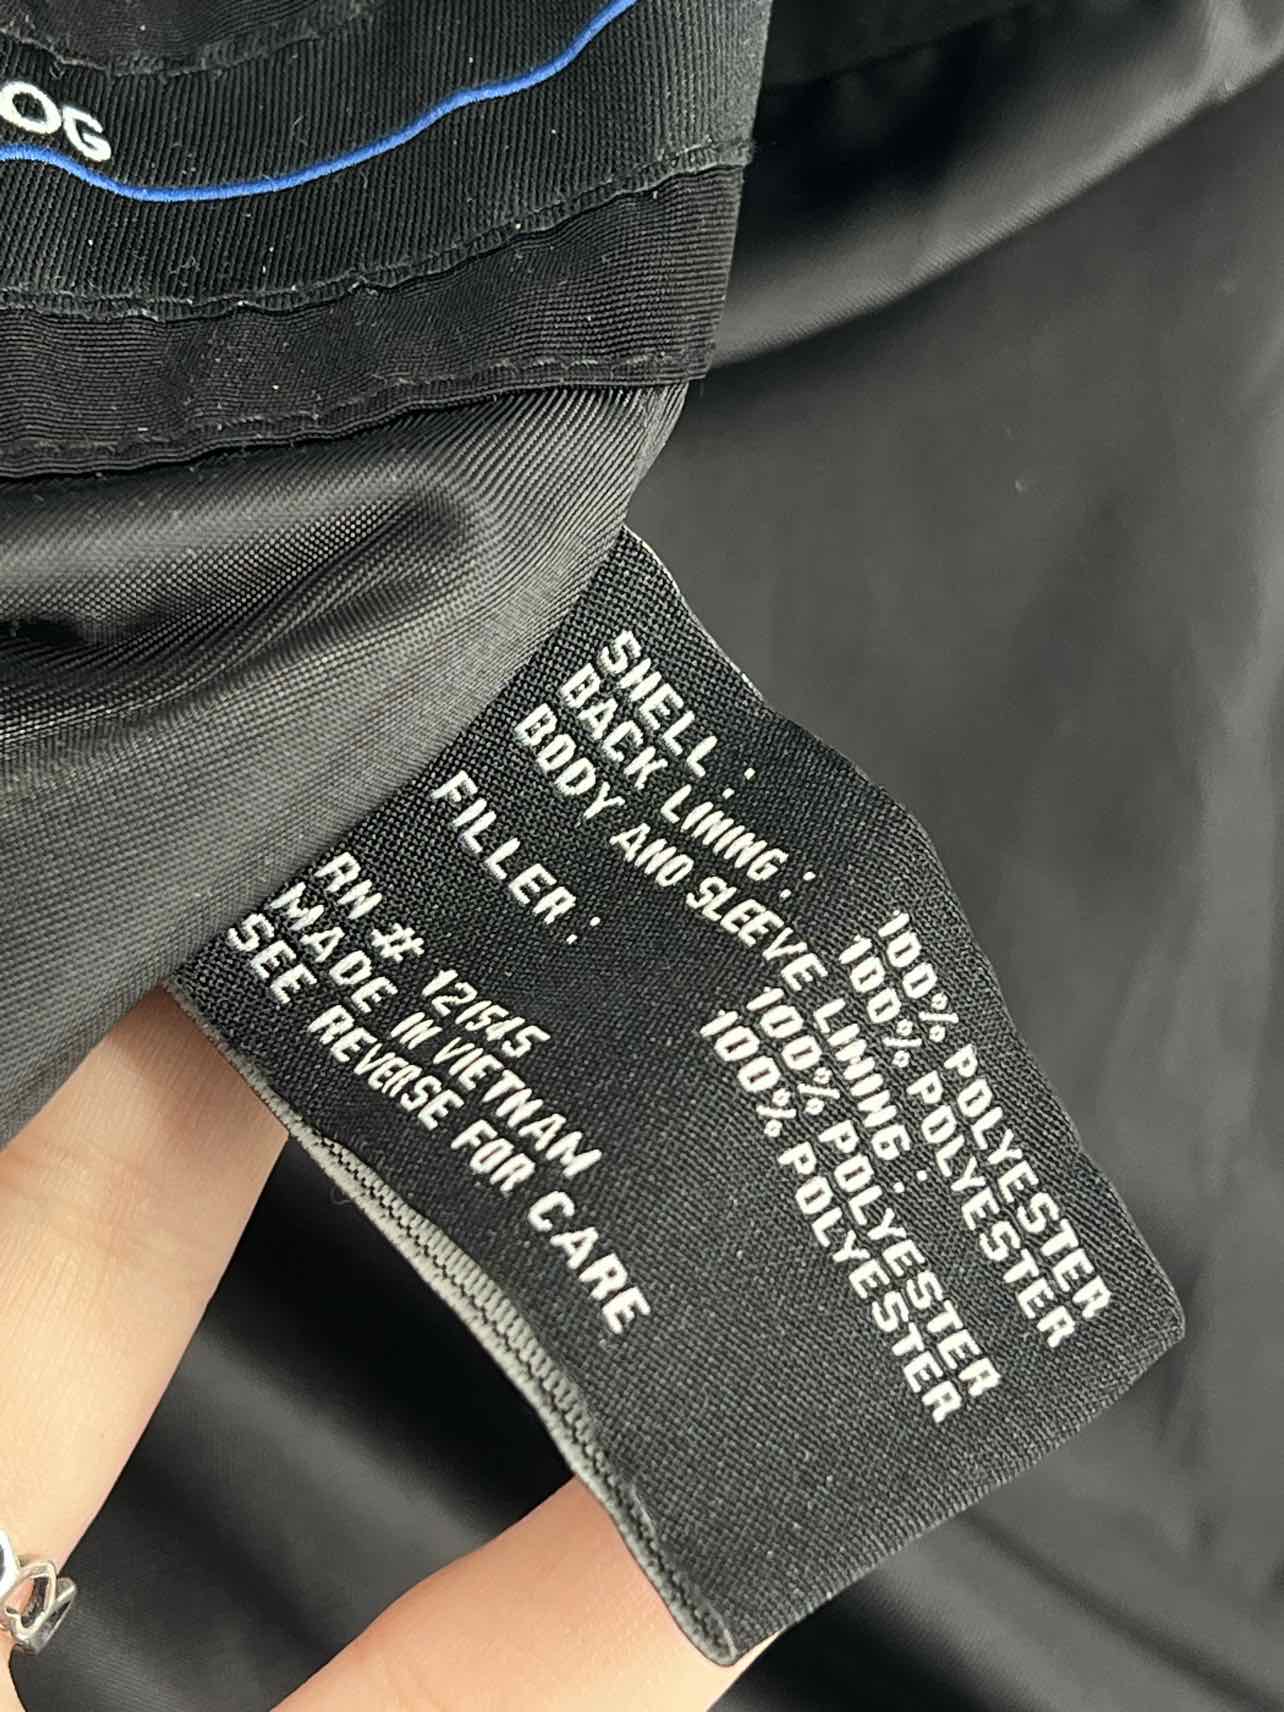 OG
SHELL :
100% POLYESTER
BACK LINING :
100% POLYESTER
BODY AND SLEEVE LINING :
100% POLYESTER
FILLER :
100% POLYESTER
RN # 121545
MADE IN VIETNAM
SEE REVERSE FOR CARE